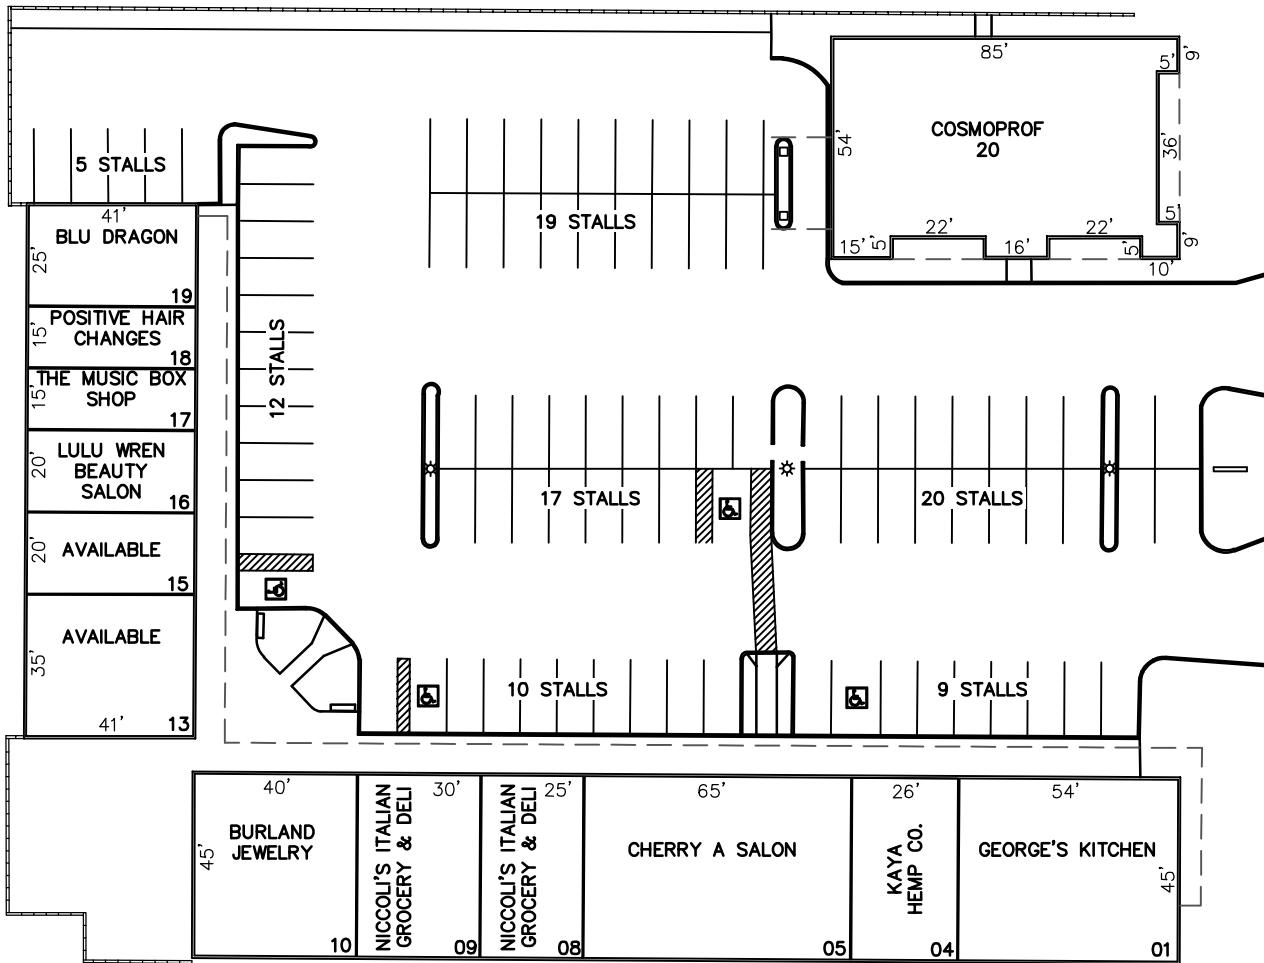 85'
5'
9'
COSMOPROF
20
54'
36'
5 STALLS
19 STALLS
5'
9'
22'
22'
15'
5'
16'
5'
10'
41'
BLU DRAGON
25'
19
POSITIVE HAIR
CHANGES
15'
18
THE MUSIC BOX
SHOP
15'
17
12 STALLS
LULU WREN
BEAUTY
SALON
20'
16
AVAILABLE
20'
15
17 STALLS
20 STALLS
AVAILABLE
35'
41'
13
10 STALLS
9 STALLS
40'
BURLAND
JEWELRY
45'
10
30'
NICCOLI'S ITALIAN
GROCERY & DELI
09
25'
NICCOLI'S ITALIAN
GROCERY & DELI
08
65'
CHERRY A SALON
05
26'
KAYA
HEMP CO.
04
54'
GEORGE'S KITCHEN
45'
01